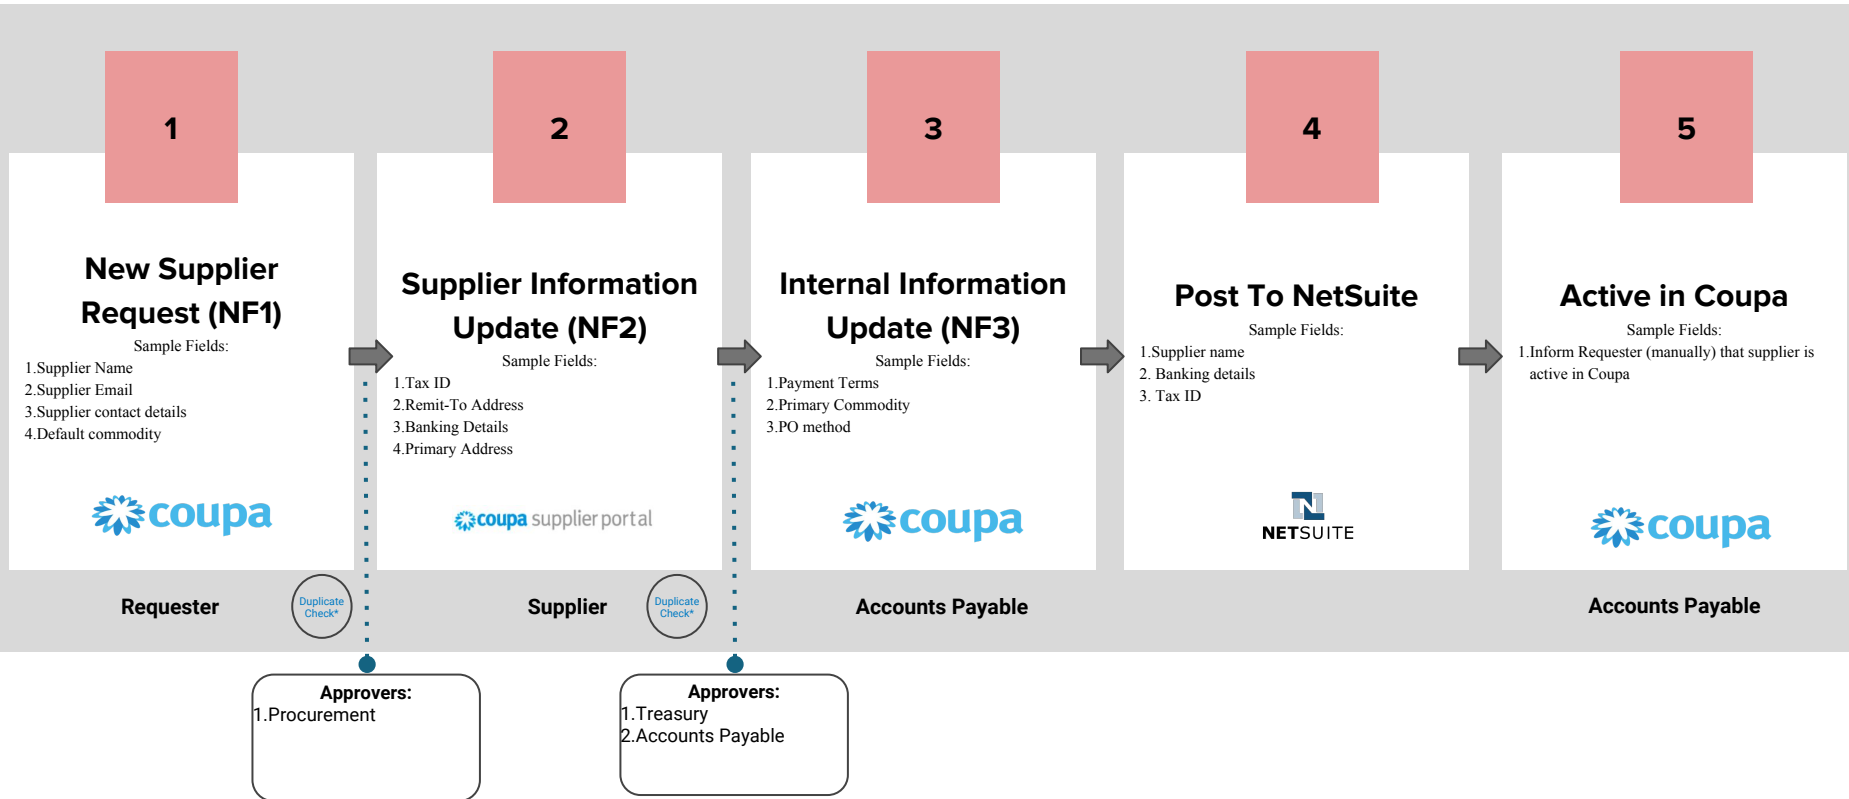 1
New Supplier
Request (NF1)
Sample Fields:
1.Supplier Name
2.Supplier Email
3.Supplier contact details
4.Default commodity
coupa
Requester
Duplicate
Check*
2
Supplier Information
Update (NF2)
Sample Fields:
1.Tax ID
2.Remit-To Address
3.Banking Details
4.Primary Address
coupa supplier portal
Supplier
Duplicate
Check*
3
Internal Information
Update (NF3)
Sample Fields:
1.Payment Terms
2.Primary Commodity
3.PO method
coupa
Accounts Payable
4
Post To NetSuite
Sample Fields:
1.Supplier name
2. Banking details
3. Tax ID
N
NETSUITE
5
Active in Coupa
Sample Fields:
1.Inform Requester (manually) that supplier is
active in Coupa
coupa
Accounts Payable
Approvers:
1.Procurement
Approvers:
1.Treasury
2.Accounts Payable